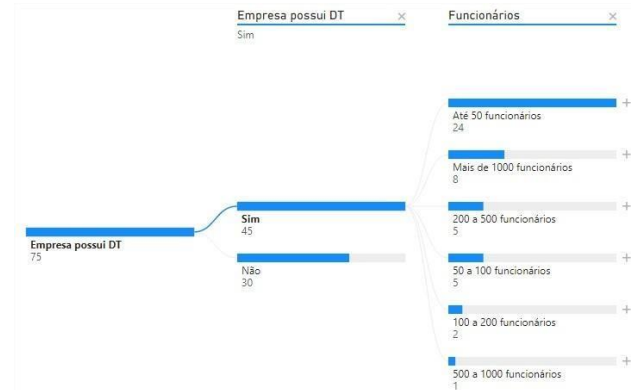 Empresa possui DT ×
Sim
Funcionários ×
Empresa possui DT
75
Sim
45
Não
30
Até 50 funcionários
24
Mais de 1000 funcionários
8
200 a 500 funcionários
5
50 a 100 funcionários
5
100 a 200 funcionários
2
500 a 1000 funcionários
1